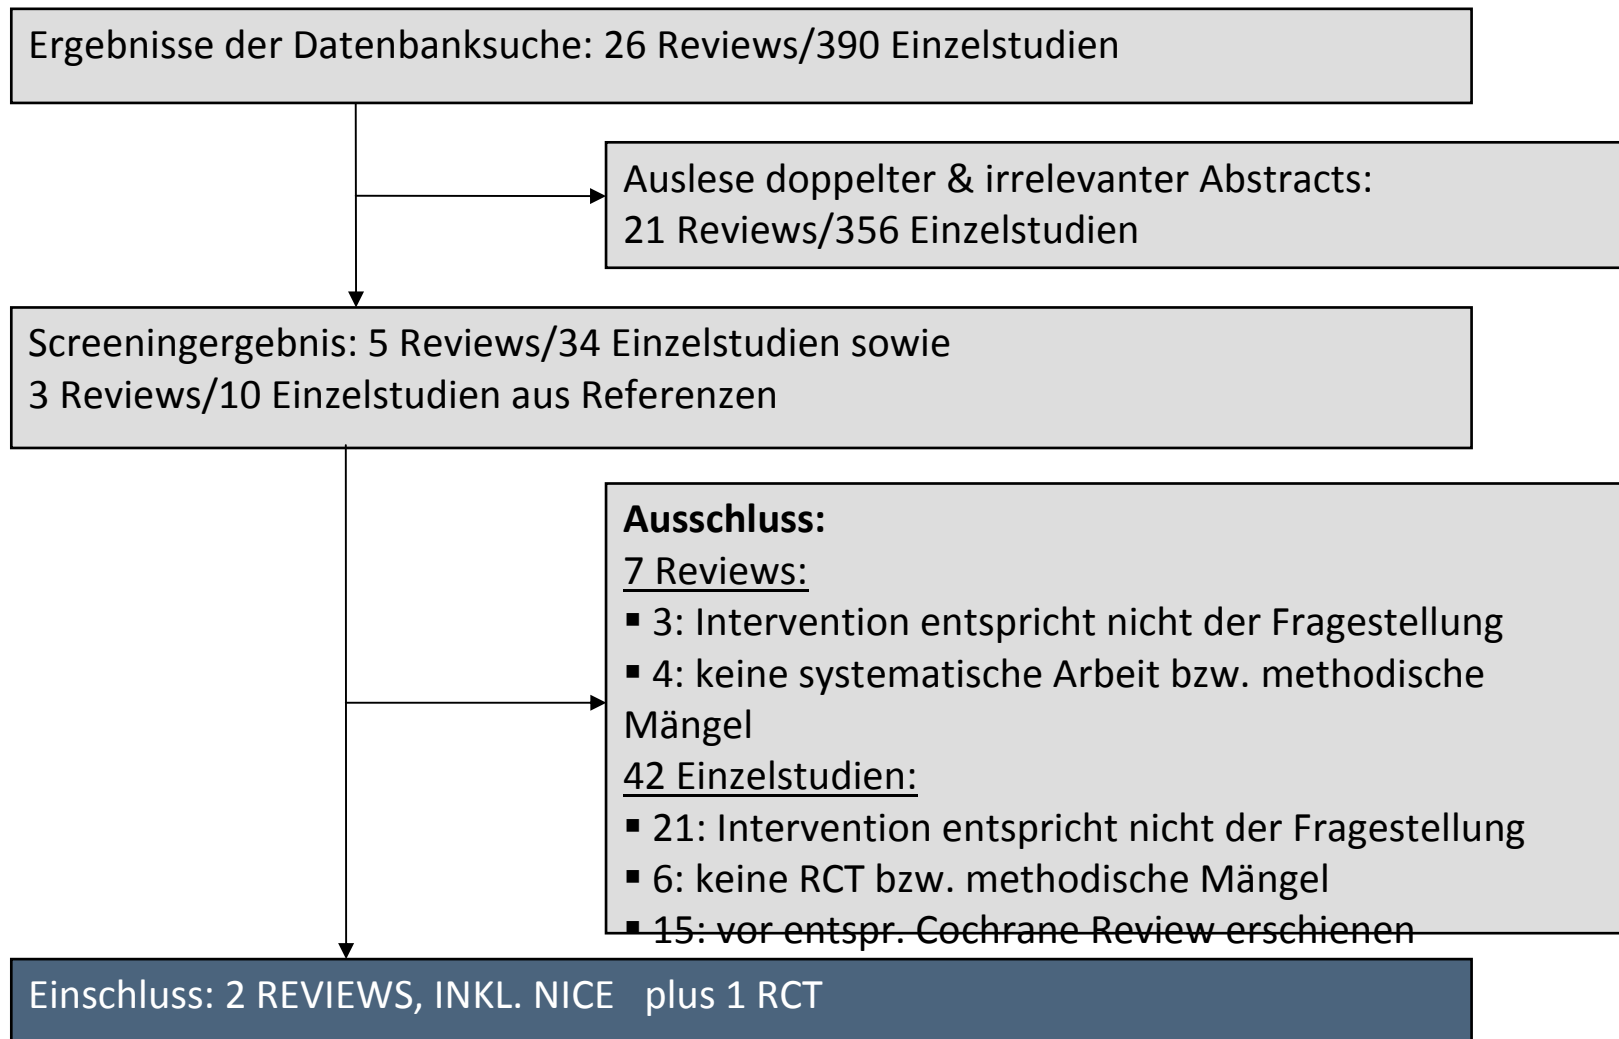 Ergebnisse der Datenbanksuche: 26 Reviews/390 Einzelstudien
Auslese doppelter & irrelevanter Abstracts:
21 Reviews/356 Einzelstudien
Screeningergebnis: 5 Reviews/34 Einzelstudien sowie
3 Reviews/10 Einzelstudien aus Referenzen
Ausschluss:
7 Reviews:
▪ 3: Intervention entspricht nicht der Fragestellung
▪ 4: keine systematische Arbeit bzw. methodische
Mängel
42 Einzelstudien:
▪ 21: Intervention entspricht nicht der Fragestellung
▪ 6: keine RCT bzw. methodische Mängel
▪ 15: vor entspr. Cochrane Review erschienen
Einschluss: 2 REVIEWS, INKL. NICE plus 1 RCT